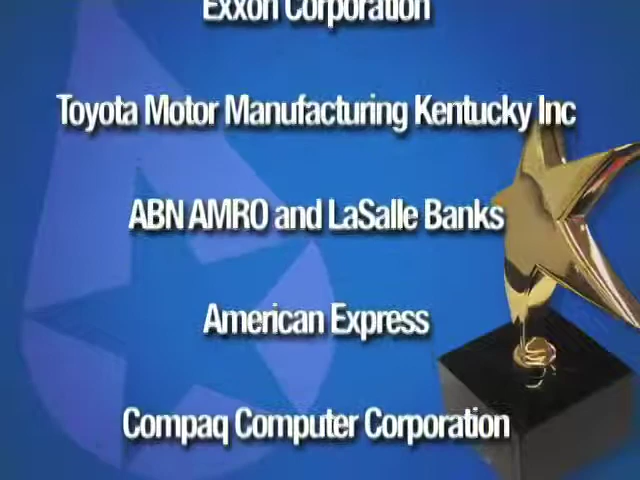 Exxon Corporation
Toyota Motor Manufacturing Kentucky Inc
ABN AMRO and LaSalle Banks
American Express
Compaq Computer Corporation